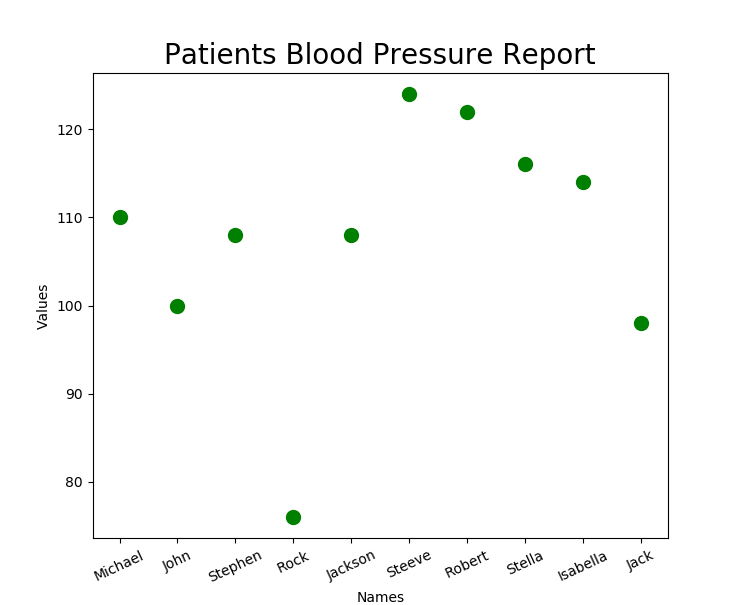 Patients Blood Pressure Report
Values
120
110
100
90
80
Michael John Stephen Rock Jackson Steeve Robert Stella Isabella Jack
Names